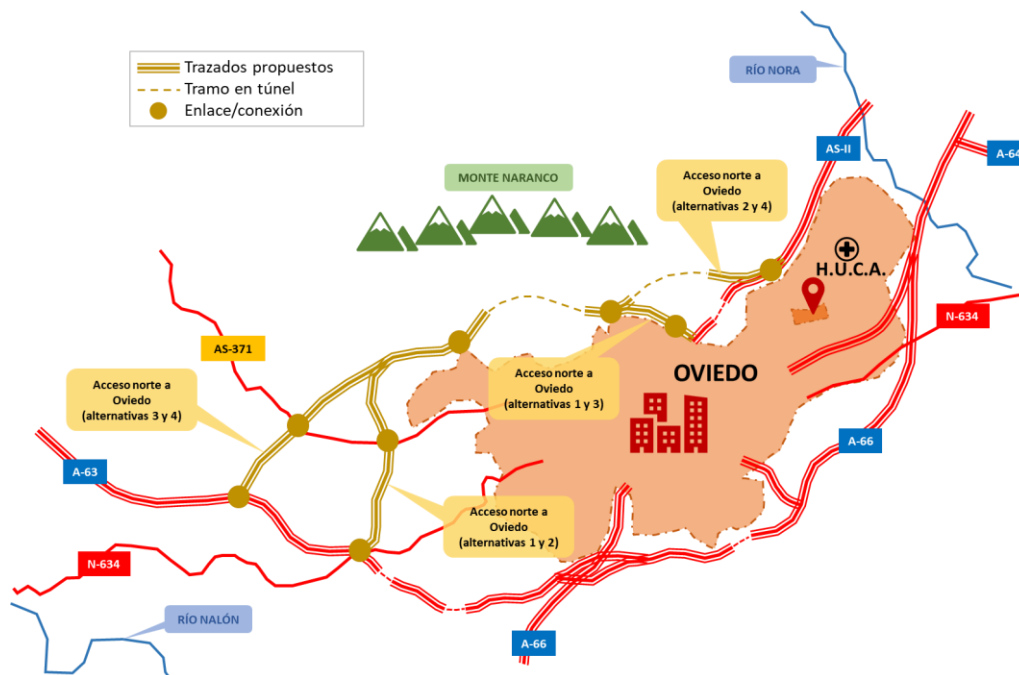 Trazados propuestos
Tramo en túnel
Enlace/conexión
RÍO NORA
AS-II
A-64
MONTE NARANCO
Acceso norte a
Oviedo
(alternativas 2 y 4)
H.U.C.A.
N-634
AS-371
Acceso norte a
Oviedo
(alternativas 3 y 4)
Acceso norte a
Oviedo
(alternativas 1 y 3)
OVIEDO
A-63
A-66
Acceso norte a
Oviedo
(alternativas 1 y 2)
N-634
RÍO NALÓN
A-66